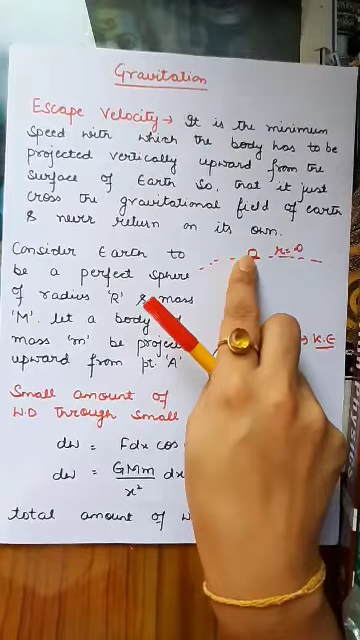 Gravitation
Escape Velocity → It is the minimum
speed with which the body has to be
projected vertically upward from the
surface of Earth so, that it just
cross the gravitational field of earth
& never return on its own.
Consider Earth to
be a perfect sphere
of radius 'R' & mass
'M'. let a body
mass 'm' be
upward from pt. 'A'
K.E
Small amount of
W.D through small
dw = Fdx cos
dw = GMm/x² dx
total amount of